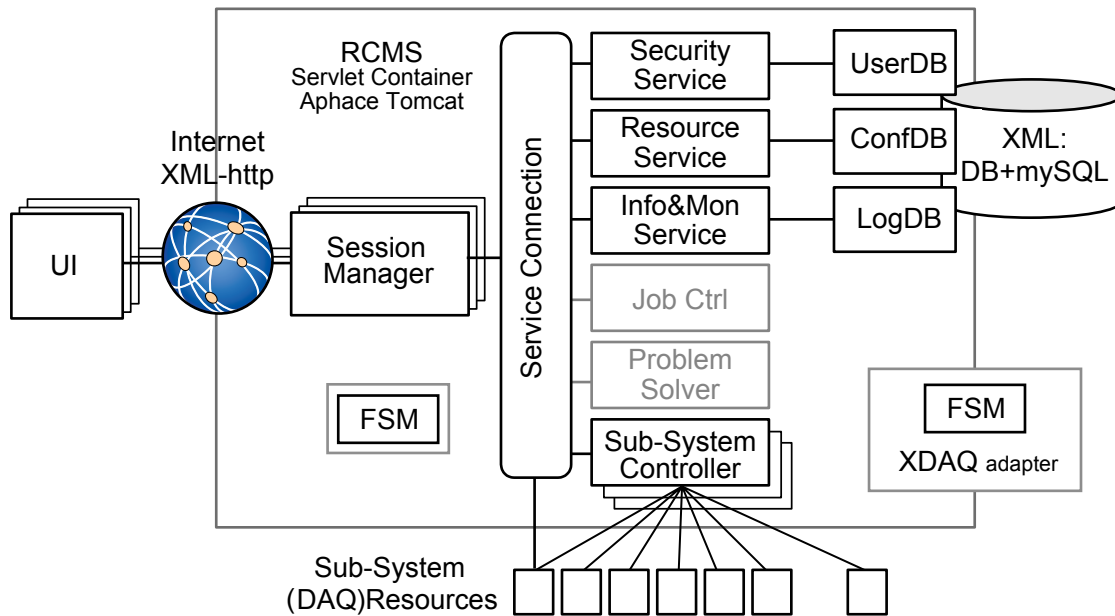 RCMS
Servlet Container
Aphace Tomcat
Internet
XML-http
UI
Session
Manager
Service Connection
Security
Service
Resource
Service
Info&Mon
Service
Job Ctrl
Problem
Solver
Sub-System
Controller
UserDB
ConfDB
LogDB
XML:
DB+mySQL
FSM
FSM
XDAQ adapter
Sub-System
(DAQ)Resources